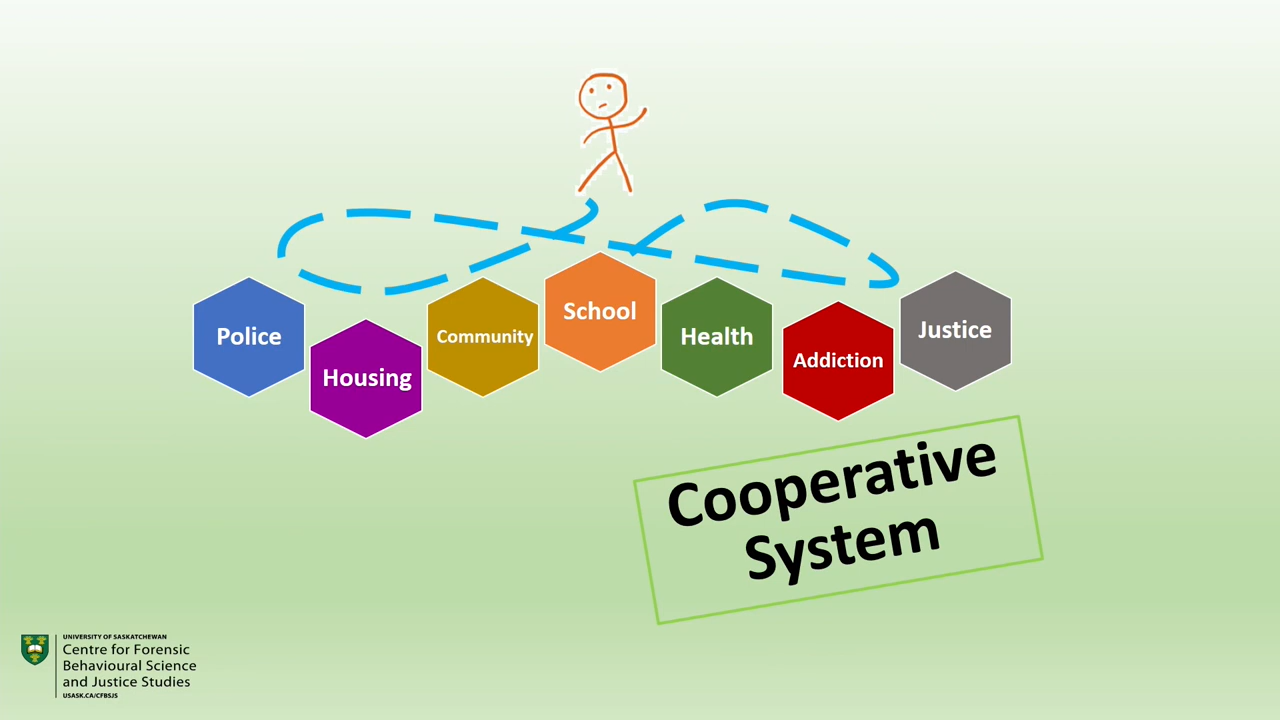 Police
Housing
Community
School
Health
Addiction
Justice
Cooperative
System
UNIVERSITY OF SASKATCHEWAN
Centre for Forensic
Behavioural Science
and Justice Studies
USASK.CA/CFBSJS